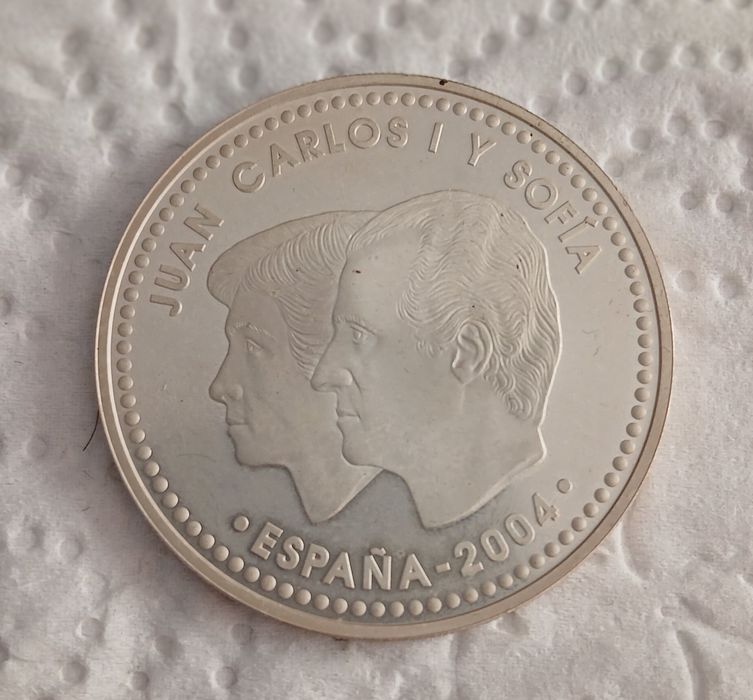 JUAN CARLOS I Y SOFÍA
• ESPAÑA - 2004 •